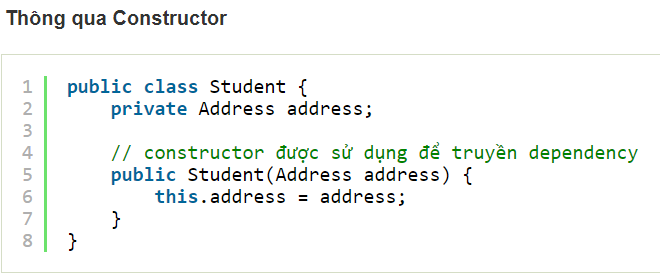 Thông qua Constructor
1 public class Student {
2     private Address address;
3
4     // constructor được sử dụng để truyền dependency
5     public Student(Address address) {
6         this.address = address;
7     }
8 }